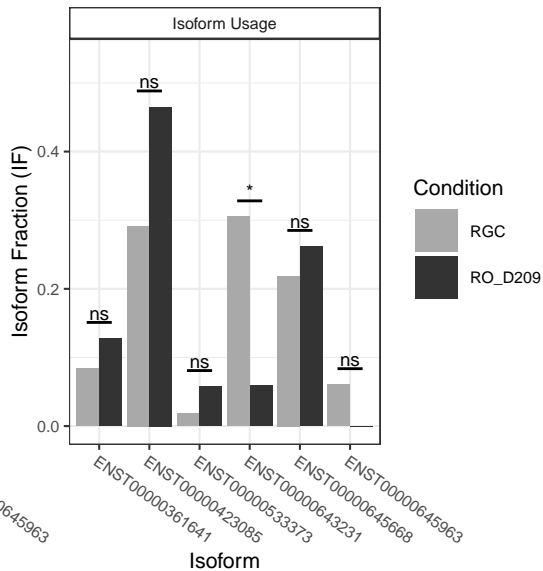 Isoform Usage
Isoform Fraction (IF)
0.4
0.2
0.0
ns
ns
ns
*
ns
ns
ENST00000361641
ENST00000423085
ENST00000533373
ENST00000643231
ENST00000645668
ENST00000645963
0645963
Isoform
Condition
RGC
RO_D209